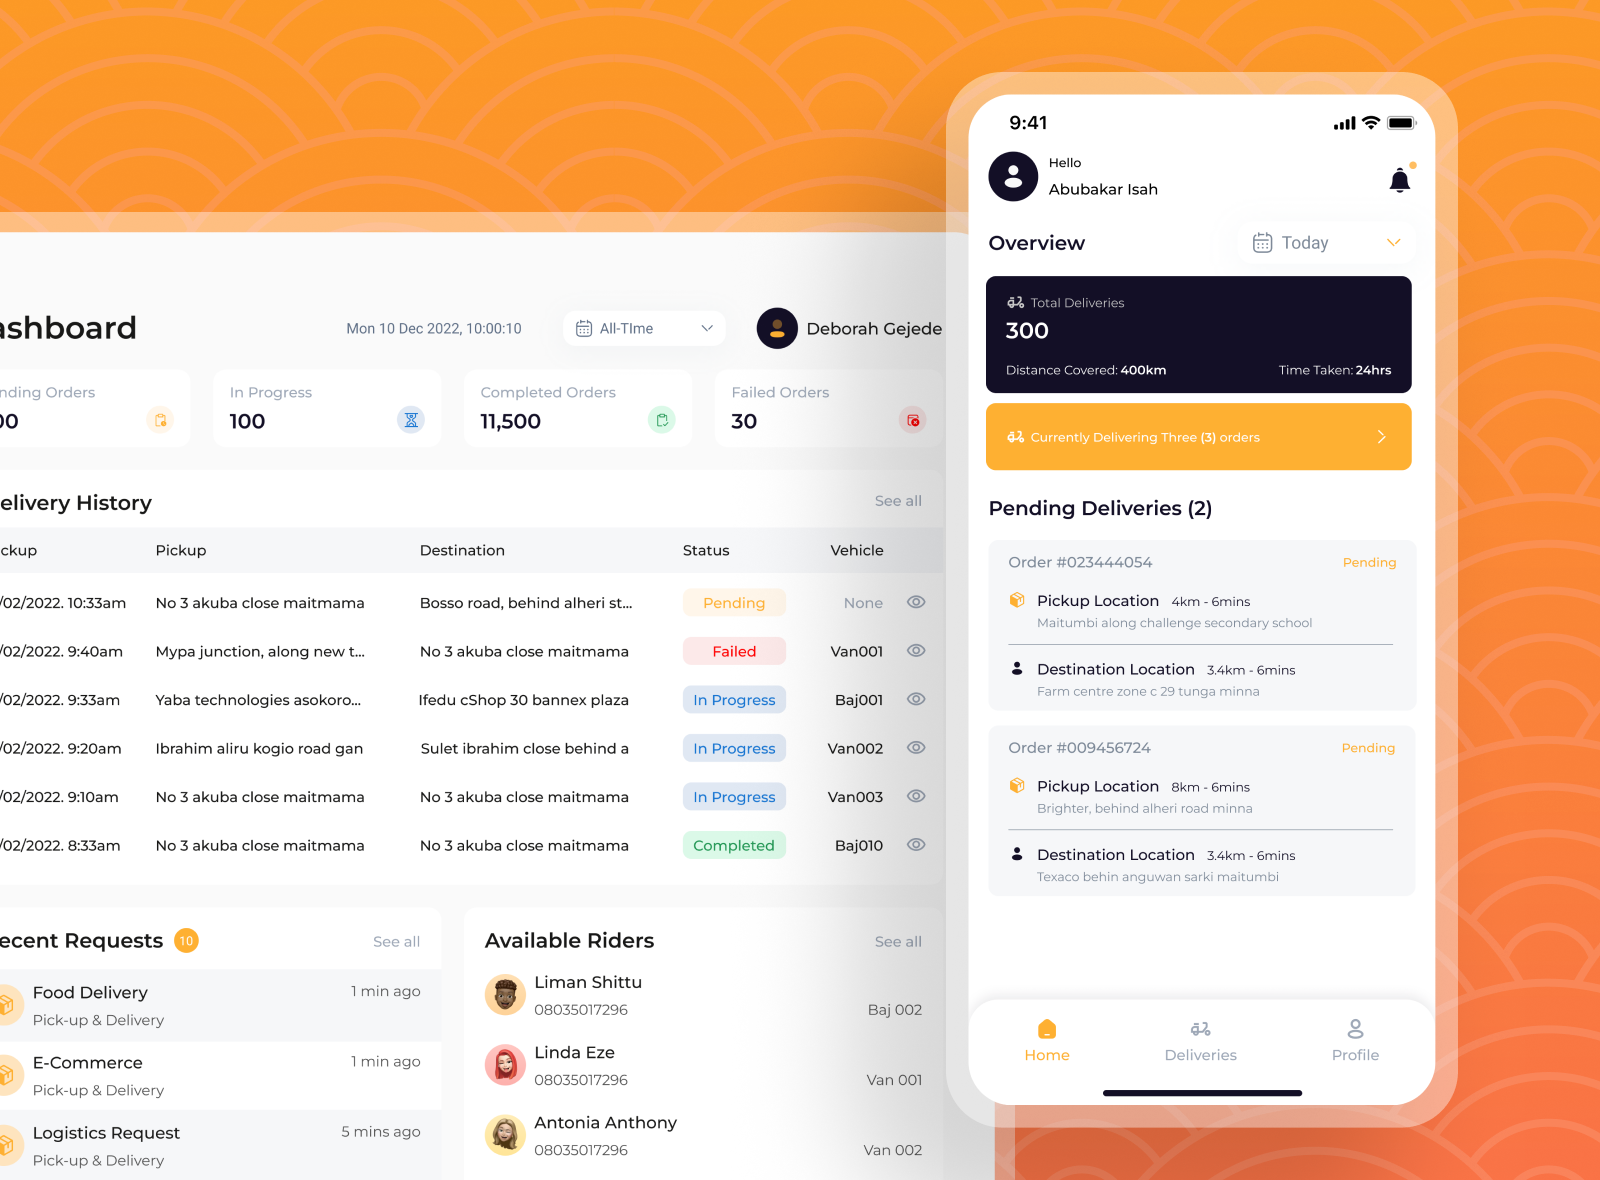 ashboard
Mon 10 Dec 2022, 10:00:10
All-TIme
Deborah Gejede
nding Orders
00
In Progress
100
Completed Orders
11,500
Failed Orders
30
elivery History
See all
ckup
Pickup
Destination
Status
Vehicle
/02/2022. 10:33am
No 3 akuba close maitmama
Bosso road, behind alheri st...
Pending
None
/02/2022. 9:40am
Mypa junction, along new t...
No 3 akuba close maitmama
Failed
Van001
/02/2022. 9:33am
Yaba technologies asokoro...
Ifedu cShop 30 bannex plaza
In Progress
Baj001
/02/2022. 9:20am
Ibrahim aliru kogio road gan
Sulet ibrahim close behind a
In Progress
Van002
/02/2022. 9:10am
No 3 akuba close maitmama
No 3 akuba close maitmama
In Progress
Van003
/02/2022. 8:33am
No 3 akuba close maitmama
No 3 akuba close maitmama
Completed
Baj010
ecent Requests
10
See all
Food Delivery
1 min ago
Pick-up & Delivery
E-Commerce
1 min ago
Pick-up & Delivery
Logistics Request
5 mins ago
Pick-up & Delivery
Available Riders
See all
Liman Shittu
08035017296
Baj 002
Linda Eze
08035017296
Van 001
Antonia Anthony
08035017296
Van 002
9:41
Hello
Abubakar Isah
Overview
Today
Total Deliveries
300
Distance Covered: 400km
Time Taken: 24hrs
Currently Delivering Three (3) orders
Pending Deliveries (2)
Order #023444054
Pending
Pickup Location 4km - 6mins
Maitumbi along challenge secondary school
Destination Location 3.4km - 6mins
Farm centre zone c 29 tunga minna
Order #009456724
Pending
Pickup Location 8km - 6mins
Brighter, behind alheri road minna
Destination Location 3.4km - 6mins
Texaco behin anguwan sarki maitumbi
Home
Deliveries
Profile